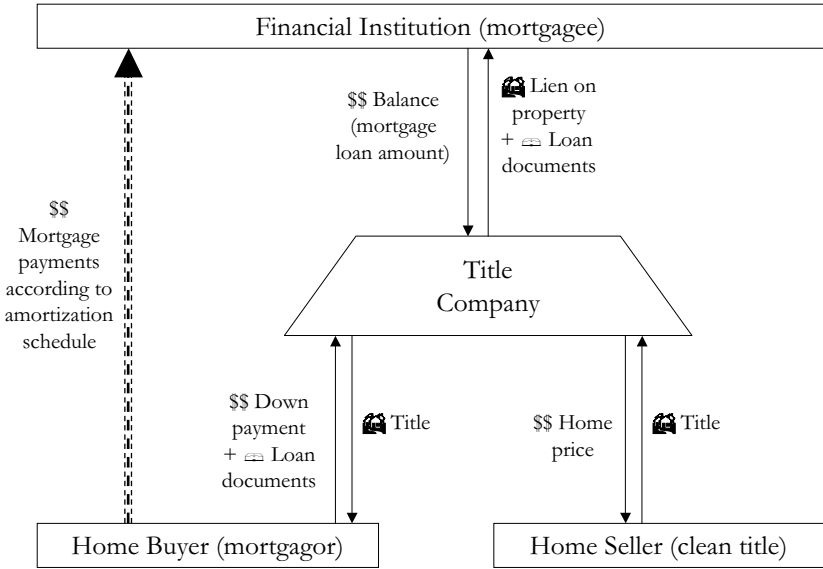 Financial Institution (mortgagee)
$$ Balance
(mortgage
loan amount)
Lien on
property
+ Loan
documents
$$
Mortgage
payments
according to
amortization
schedule
Title
Company
$$ Down
payment
+ Loan
documents
Title
$$ Home
price
Title
Home Buyer (mortgagor)
Home Seller (clean title)